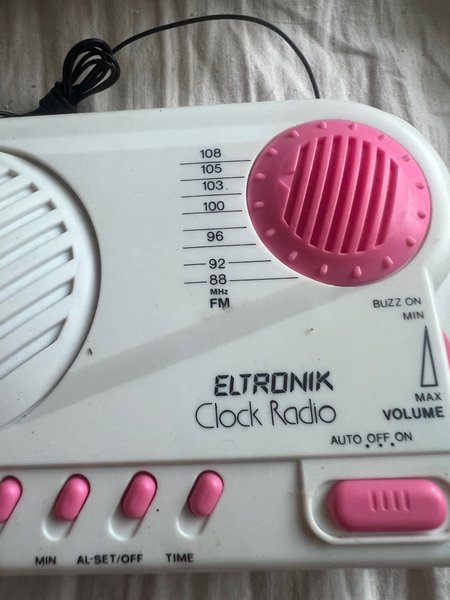 108
105
103
100
96
92
88
MHz
FM
BUZZ ON
MIN
MAX
VOLUME
ELTRONIK
Clock Radio
AUTO OFF ON
MIN AL-SET/OFF TIME